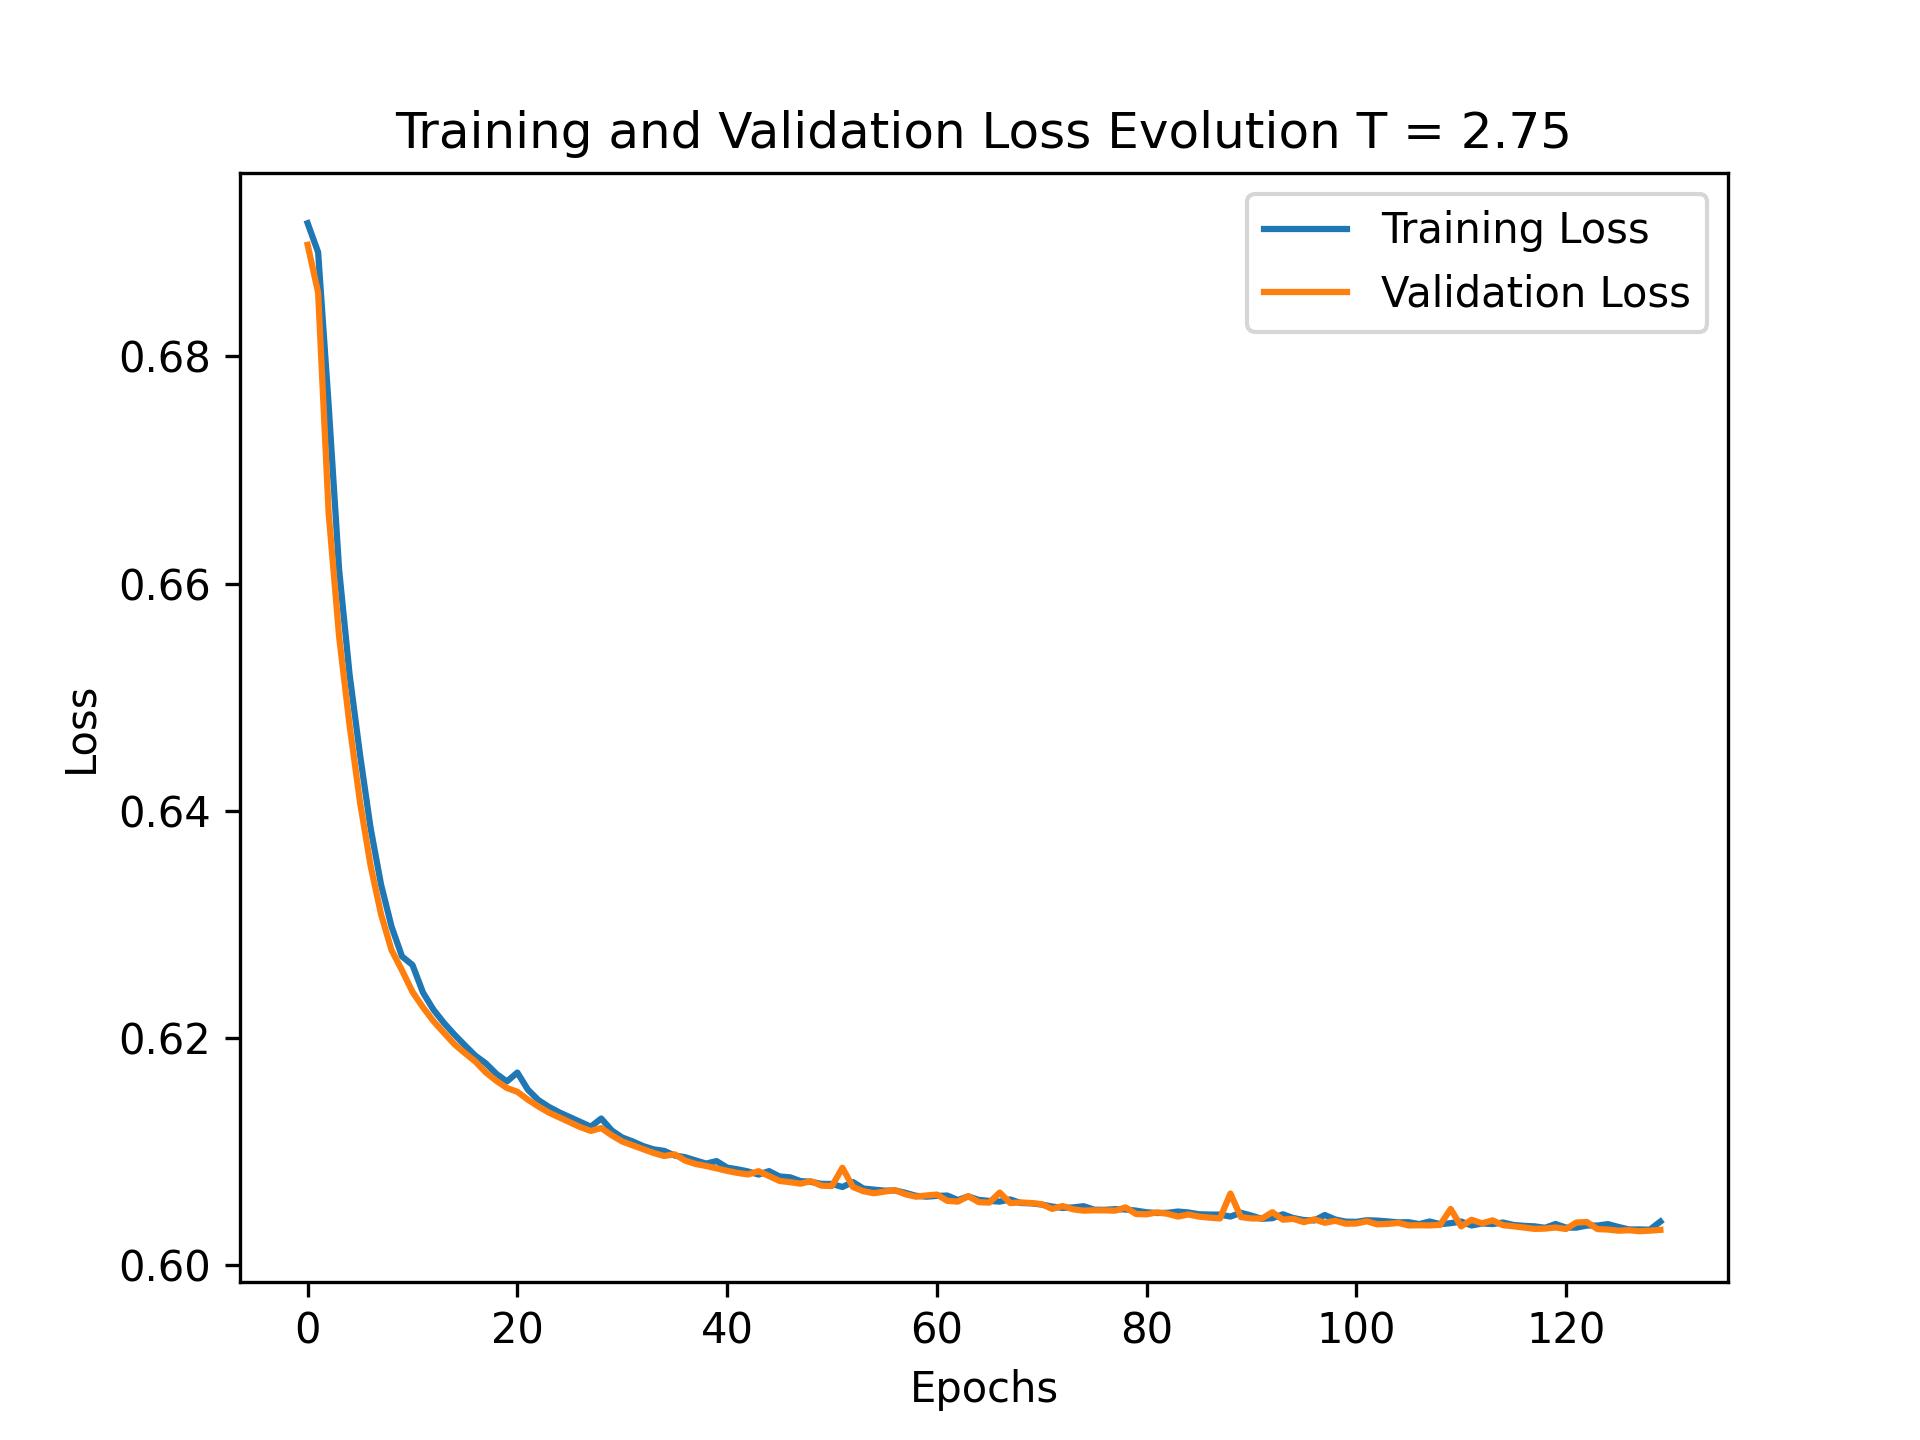 Training and Validation Loss Evolution T = 2.75
Training Loss
Validation Loss
0.68
0.66
0.64
0.62
0.60
Loss
0 20 40 60 80 100 120
Epochs